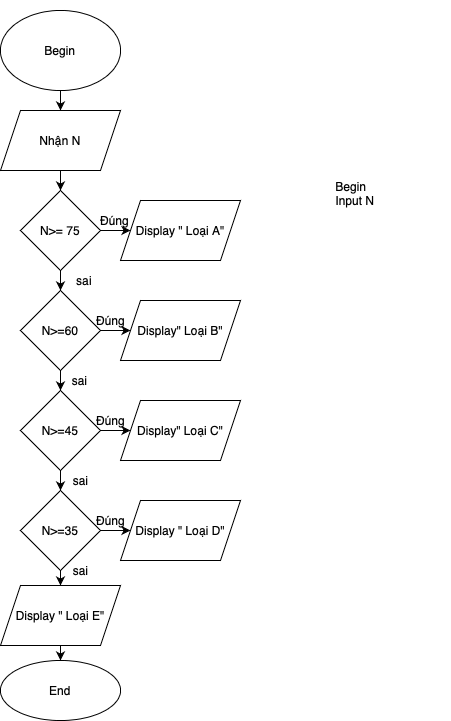 Begin
Nhận N
Begin
Input N
N>= 75
Đúng
Display " Loại A"
sai
N>=60
Đúng
Display" Loại B"
sai
N>=45
Đúng
Display" Loại C"
sai
N>=35
Đúng
Display " Loại D"
sai
Display " Loại E"
End